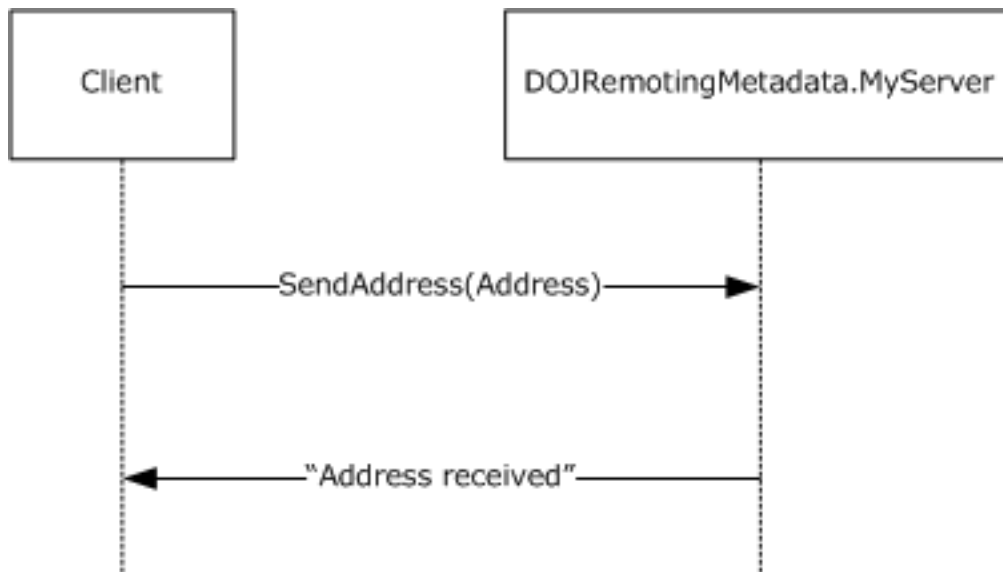 Client
DOJRemotingMetadata.MyServer
SendAddress(Address)
“Address received”